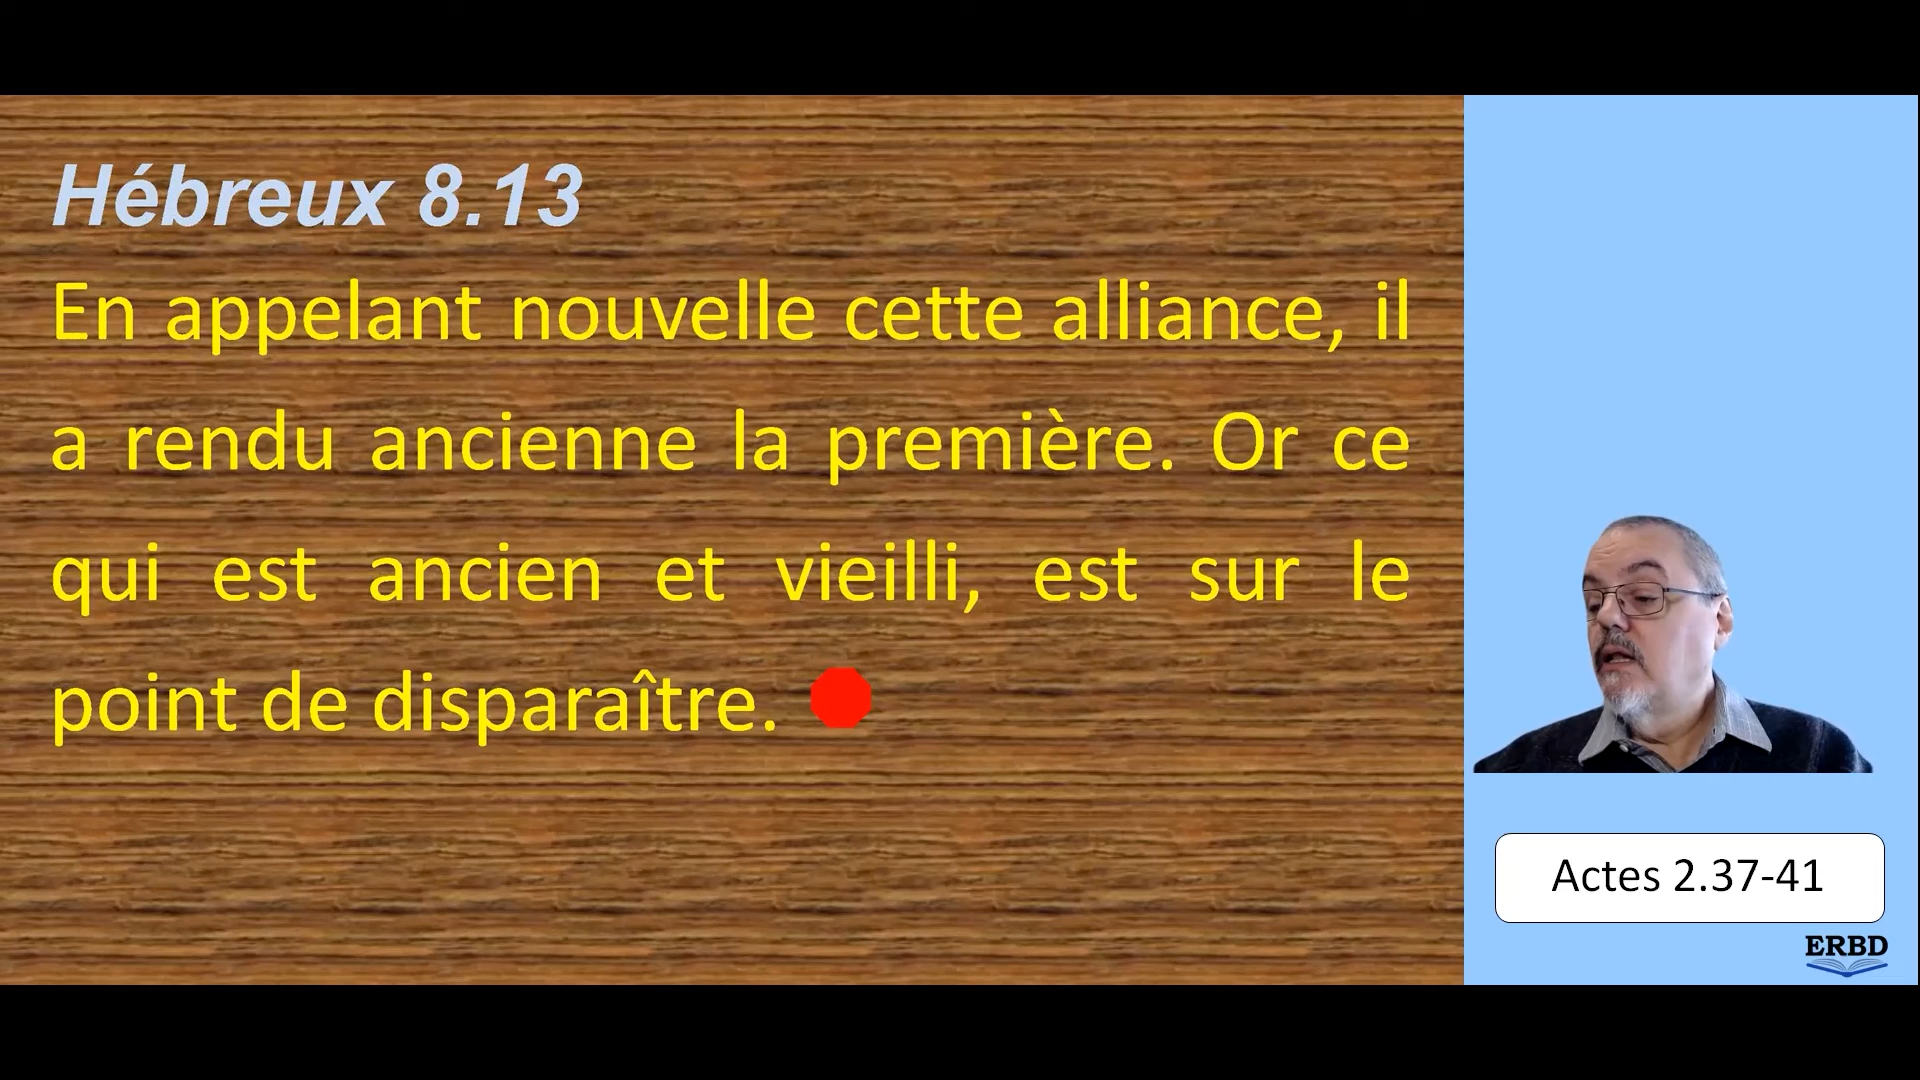 Hébreux 8.13
En appelant nouvelle cette alliance, il
a rendu ancienne la première. Or ce
qui est ancien et vieilli, est sur le
point de disparaître.
Actes 2.37-41
ERBD